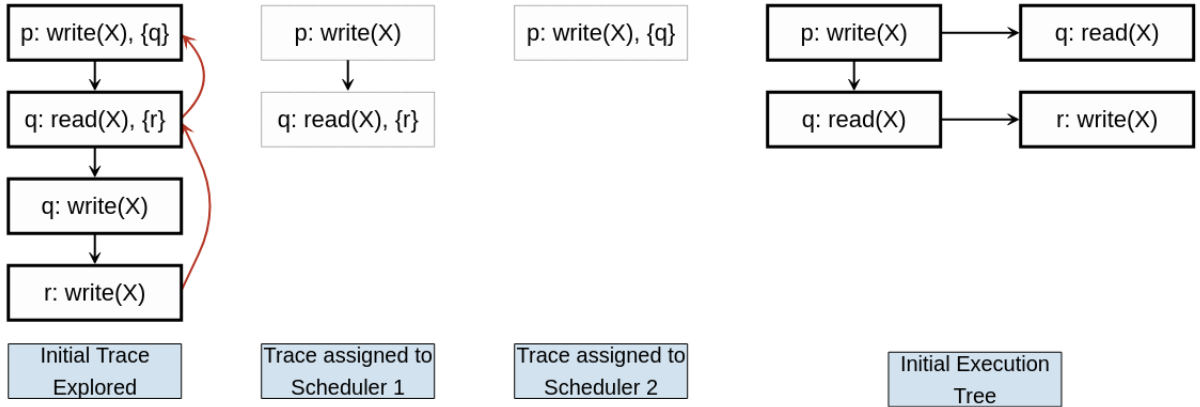 p: write(X), {q}
q: read(X), {r}
q: write(X)
r: write(X)
Initial Trace
Explored
p: write(X)
q: read(X), {r}
Trace assigned to
Scheduler 1
p: write(X), {q}
Trace assigned to
Scheduler 2
p: write(X)
q: read(X)
q: read(X)
r: write(X)
Initial Execution
Tree